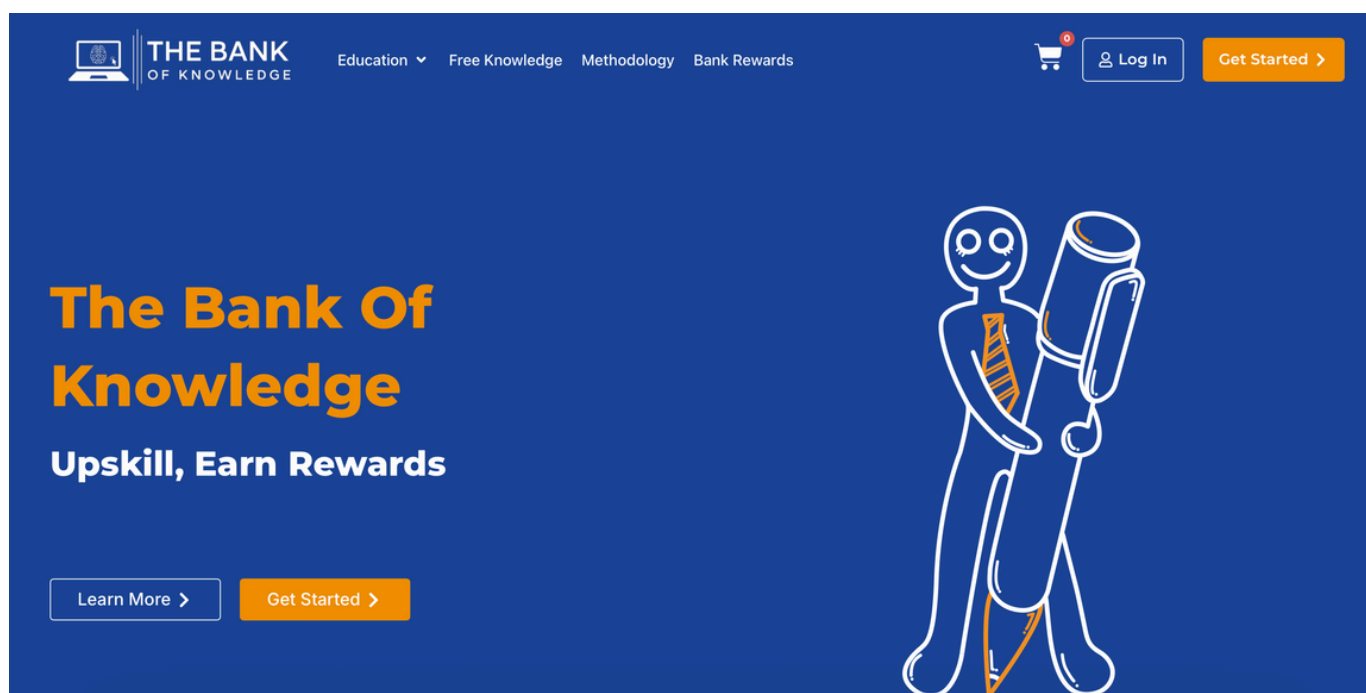 THE BANK
OF KNOWLEDGE
Education
Free Knowledge
Methodology
Bank Rewards
0
Log In
Get Started
The Bank Of
Knowledge
Upskill, Earn Rewards
Learn More
Get Started